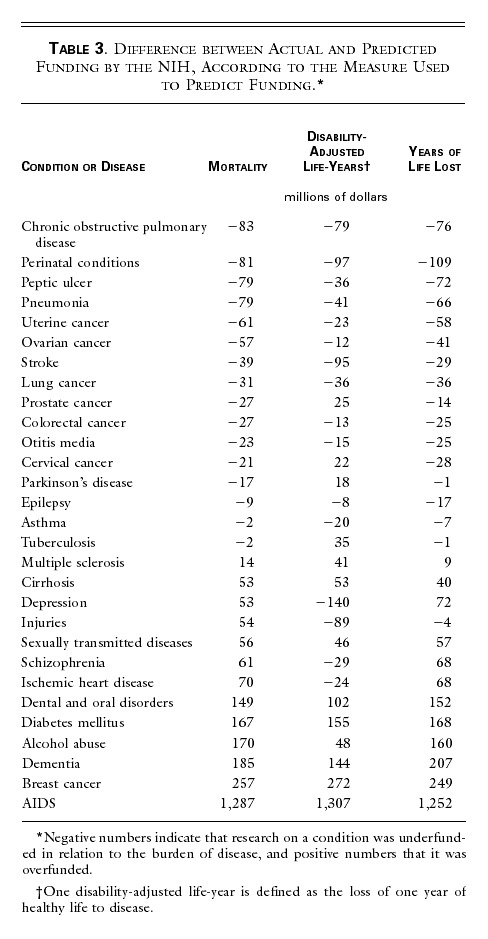 TABLE 3. DIFFERENCE BETWEEN ACTUAL AND PREDICTED
FUNDING BY THE NIH, ACCORDING TO THE MEASURE USED
TO PREDICT FUNDING.*
CONDITION OR DISEASE MORTALITY DISABILITY-ADJUSTED LIFE-YEARS† YEARS OF LIFE LOST
millions of dollars
Chronic obstructive pulmonary disease −83 −79 −76
Perinatal conditions −81 −97 −109
Peptic ulcer −79 −36 −72
Pneumonia −79 −41 −66
Uterine cancer −61 −23 −58
Ovarian cancer −57 −12 −41
Stroke −39 −95 −29
Lung cancer −31 −36 −36
Prostate cancer −27 25 −14
Colorectal cancer −27 −13 −25
Otitis media −23 −15 −25
Cervical cancer −21 22 −28
Parkinson's disease −17 18 −1
Epilepsy −9 −8 −17
Asthma −2 −20 −7
Tuberculosis −2 35 −1
Multiple sclerosis 14 41 9
Cirrhosis 53 53 40
Depression 53 −140 72
Injuries 54 −89 −4
Sexually transmitted diseases 56 46 57
Schizophrenia 61 −29 68
Ischemic heart disease 70 −24 68
Dental and oral disorders 149 102 152
Diabetes mellitus 167 155 168
Alcohol abuse 170 48 160
Dementia 185 144 207
Breast cancer 257 272 249
AIDS 1,287 1,307 1,252
*Negative numbers indicate that research on a condition was underfund-
ed in relation to the burden of disease, and positive numbers that it was
overfunded.
†One disability-adjusted life-year is defined as the loss of one year of
healthy life to disease.